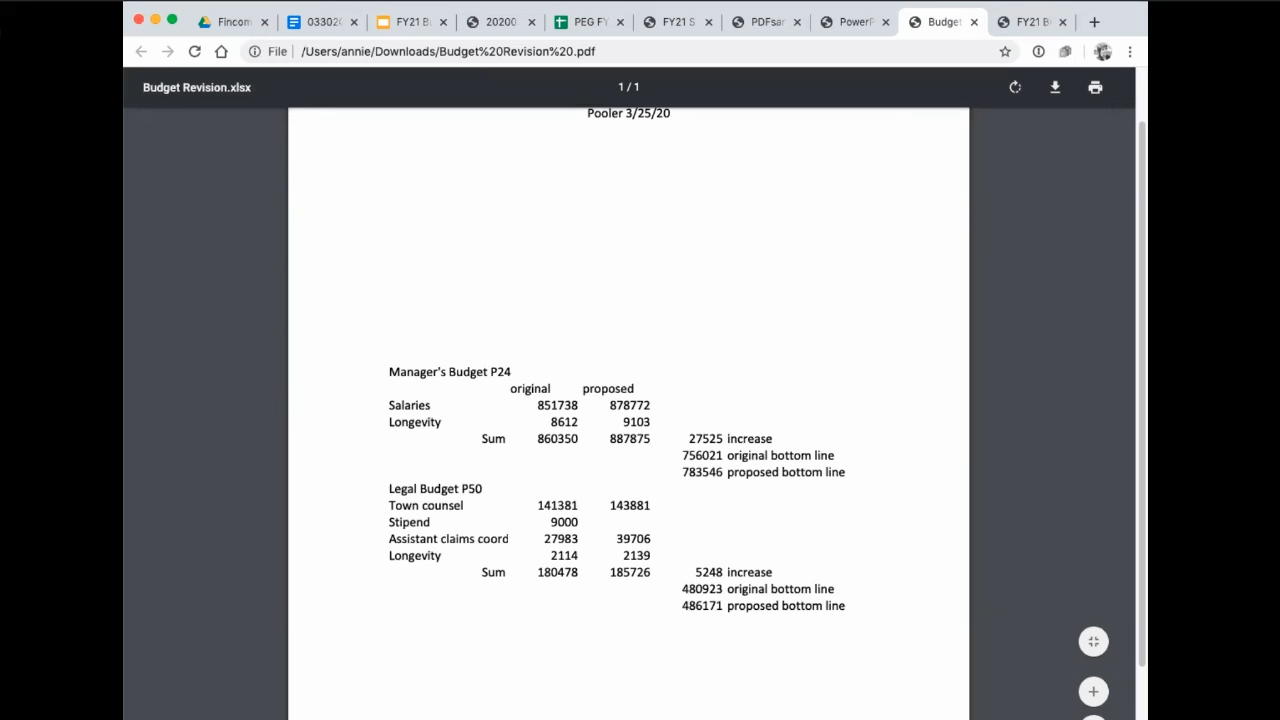 Fincom 03302( FY21 B 20200 PEG FY FY21 S PDFsar PowerP Budget FY21 B
File /Users/annie/Downloads/Budget%20Revision%20.pdf
Budget Revision.xlsx 1 / 1
Pooler 3/25/20
Manager's Budget P24
original proposed
Salaries 851738 878772
Longevity 8612 9103
Sum 860350 887875 27525 increase
756021 original bottom line
783546 proposed bottom line
Legal Budget P50
Town counsel 141381 143881
Stipend 9000
Assistant claims coord 27983 39706
Longevity 2114 2139
Sum 180478 185726 5248 increase
480923 original bottom line
486171 proposed bottom line